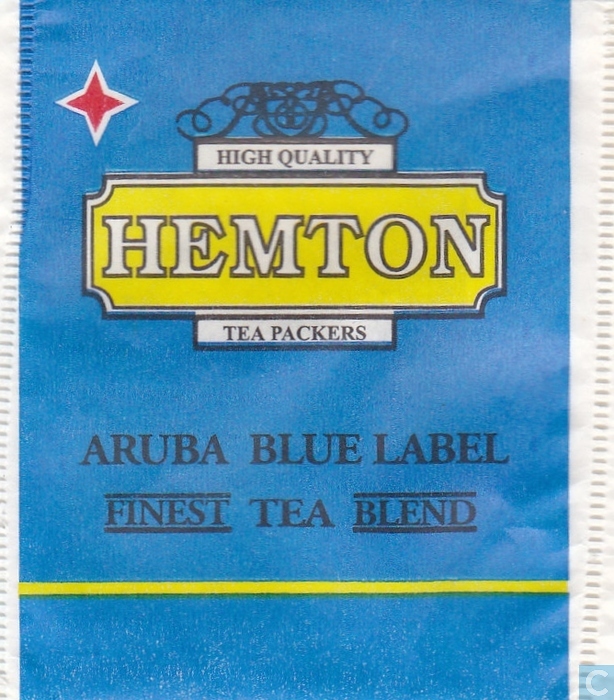 HIGH QUALITY
HEMTON
TEA PACKERS
ARUBA BLUE LABEL
FINEST TEA BLEND
C